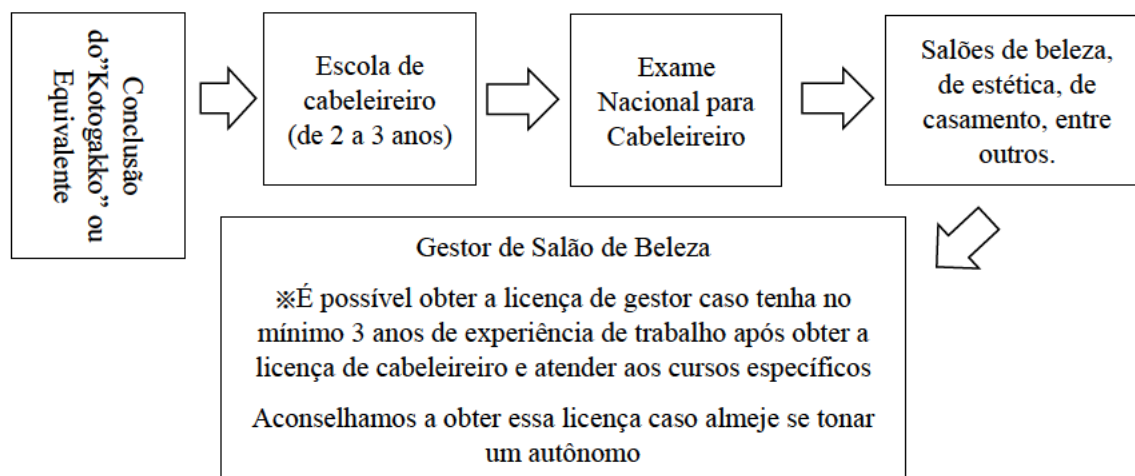 Conclusão
do”Kotogakko” ou
Equivalente
Escola de
cabeleireiro
(de 2 a 3 anos)
Exame
Nacional para
Cabeleireiro
Salões de beleza,
de estética, de
casamento, entre
outros.
Gestor de Salão de Beleza
※É possível obter a licença de gestor caso tenha no
mínimo 3 anos de experiência de trabalho após obter a
licença de cabeleireiro e atender aos cursos específicos
Aconselhamos a obter essa licença caso almeje se tonar
um autônomo